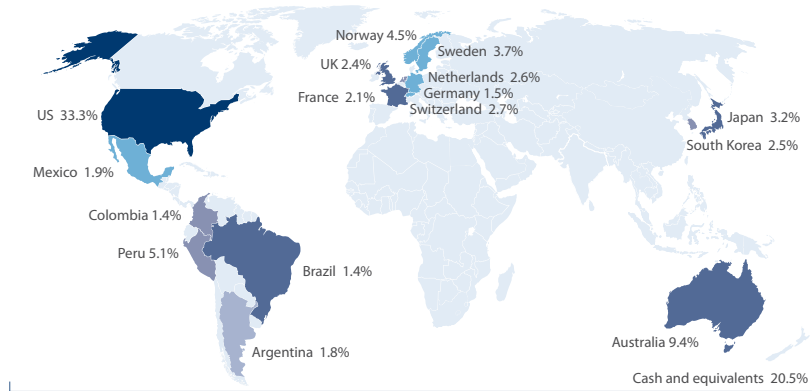 Norway 4.5%
Sweden 3.7%
UK 2.4%
Netherlands 2.6%
Germany 1.5%
France 2.1%
Switzerland 2.7%
US 33.3%
Japan 3.2%
South Korea 2.5%
Mexico 1.9%
Colombia 1.4%
Peru 5.1%
Brazil 1.4%
Australia 9.4%
Argentina 1.8%
Cash and equivalents 20.5%